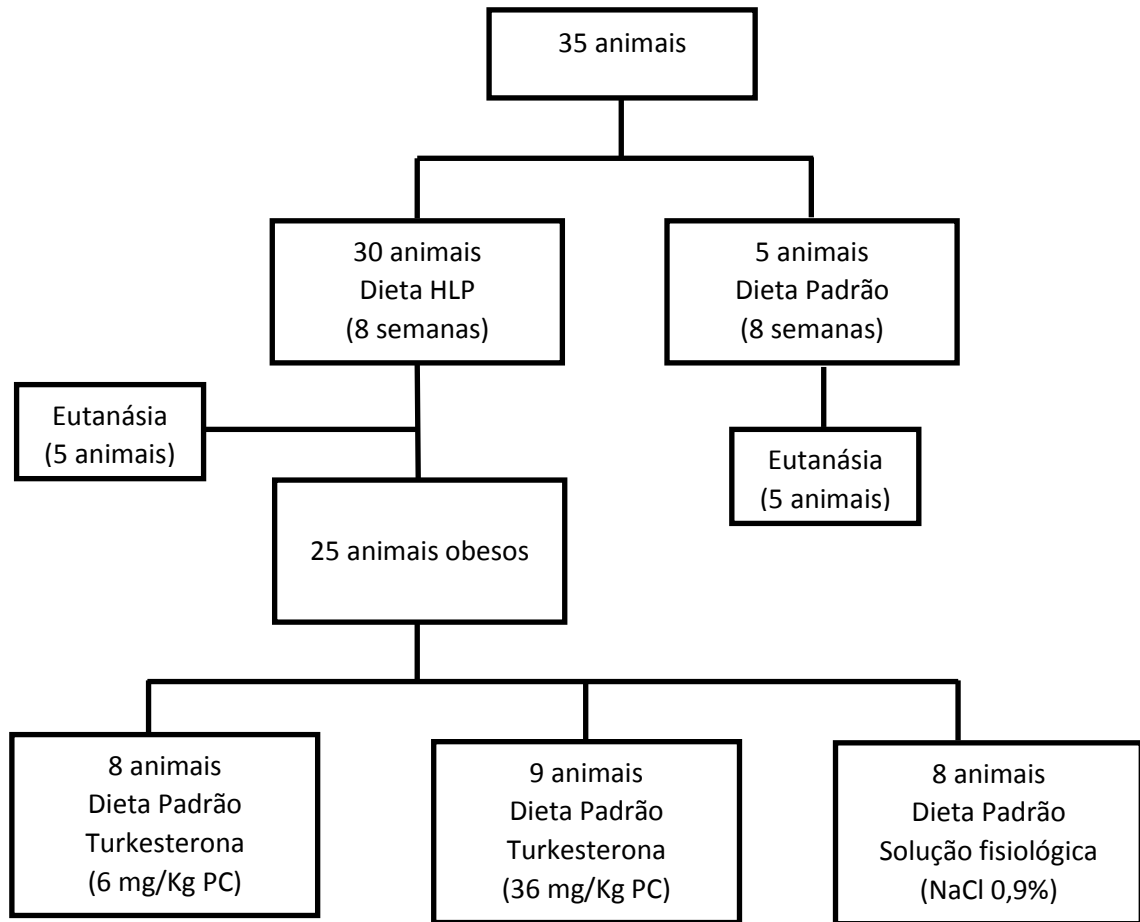 35 animais
30 animais
Dieta HLP
(8 semanas)
5 animais
Dieta Padrão
(8 semanas)
Eutanásia
(5 animais)
Eutanásia
(5 animais)
25 animais obesos
8 animais
Dieta Padrão
Turkesterona
(6 mg/Kg PC)
9 animais
Dieta Padrão
Turkesterona
(36 mg/Kg PC)
8 animais
Dieta Padrão
Solução fisiológica
(NaCl 0,9%)